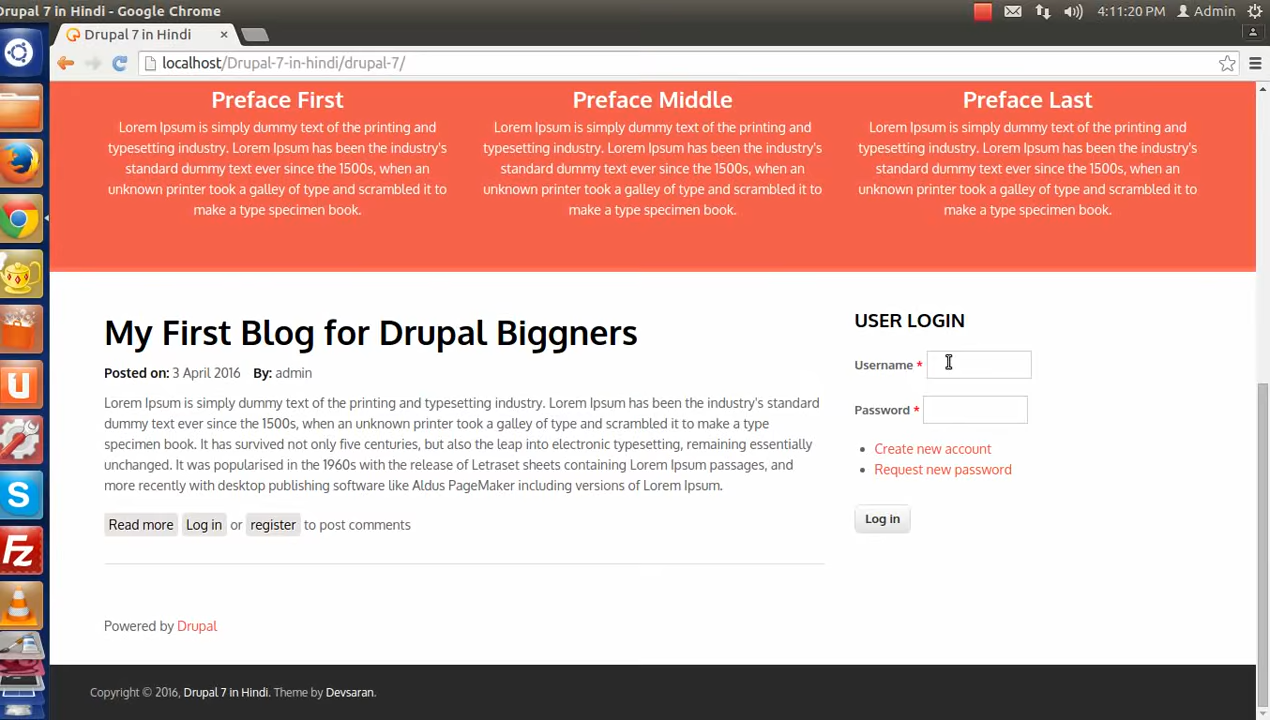 Drupal 7 in Hindi - Google Chrome
4:11:20 PM Admin
Drupal 7 in Hindi ×
localhost/Drupal-7-in-hindi/drupal-7/
Preface First
Lorem Ipsum is simply dummy text of the printing and
typesetting industry. Lorem Ipsum has been the industry's
standard dummy text ever since the 1500s, when an
unknown printer took a galley of type and scrambled it to
make a type specimen book.
Preface Middle
Lorem Ipsum is simply dummy text of the printing and
typesetting industry. Lorem Ipsum has been the industry's
standard dummy text ever since the 1500s, when an
unknown printer took a galley of type and scrambled it to
make a type specimen book.
Preface Last
Lorem Ipsum is simply dummy text of the printing and
typesetting industry. Lorem Ipsum has been the industry's
standard dummy text ever since the 1500s, when an
unknown printer took a galley of type and scrambled it to
make a type specimen book.
My First Blog for Drupal Biggners
Posted on: 3 April 2016 By: admin
Lorem Ipsum is simply dummy text of the printing and typesetting industry. Lorem Ipsum has been the industry's standard
dummy text ever since the 1500s, when an unknown printer took a galley of type and scrambled it to make a type
specimen book. It has survived not only five centuries, but also the leap into electronic typesetting, remaining essentially
unchanged. It was popularised in the 1960s with the release of Letraset sheets containing Lorem Ipsum passages, and
more recently with desktop publishing software like Aldus PageMaker including versions of Lorem Ipsum.
Read more Log in or register to post comments
USER LOGIN
Username *
Password *
Create new account
Request new password
Log in
Powered by Drupal
Copyright © 2016, Drupal 7 in Hindi. Theme by Devsaran.